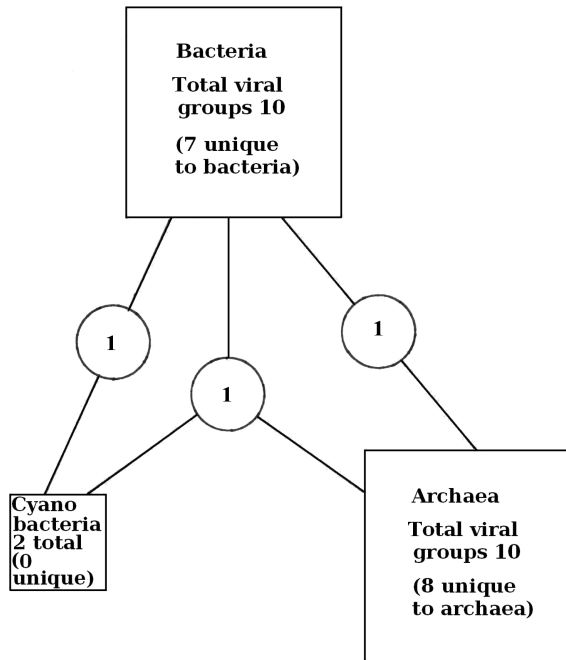 Bacteria
Total viral
groups 10
(7 unique
to bacteria)
1
1
1
Cyano
bacteria
2 total
(0
unique)
Archaea
Total viral
groups 10
(8 unique
to archaea)